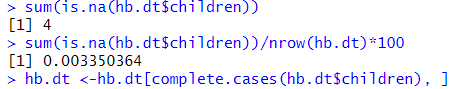 > sum(is.na(hb.dt$children))
[1] 4
> sum(is.na(hb.dt$children))/nrow(hb.dt)*100
[1] 0.003350364
> hb.dt <-hb.dt[complete.cases(hb.dt$children), ]